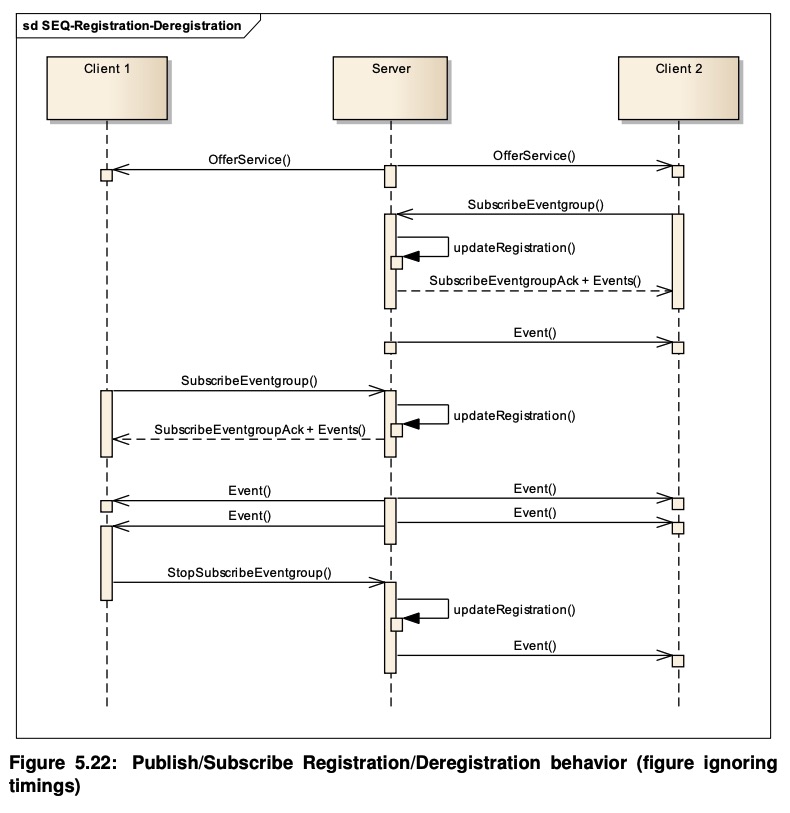 sd SEQ-Registration-Deregistration
Client 1
Server
Client 2
OfferService()
OfferService()
SubscribeEventgroup()
updateRegistration()
SubscribeEventgroupAck + Events()
Event()
SubscribeEventgroup()
updateRegistration()
SubscribeEventgroupAck + Events()
Event()
Event()
Event()
Event()
StopSubscribeEventgroup()
updateRegistration()
Event()
Figure 5.22: Publish/Subscribe Registration/Deregistration behavior (figure ignoring
timings)